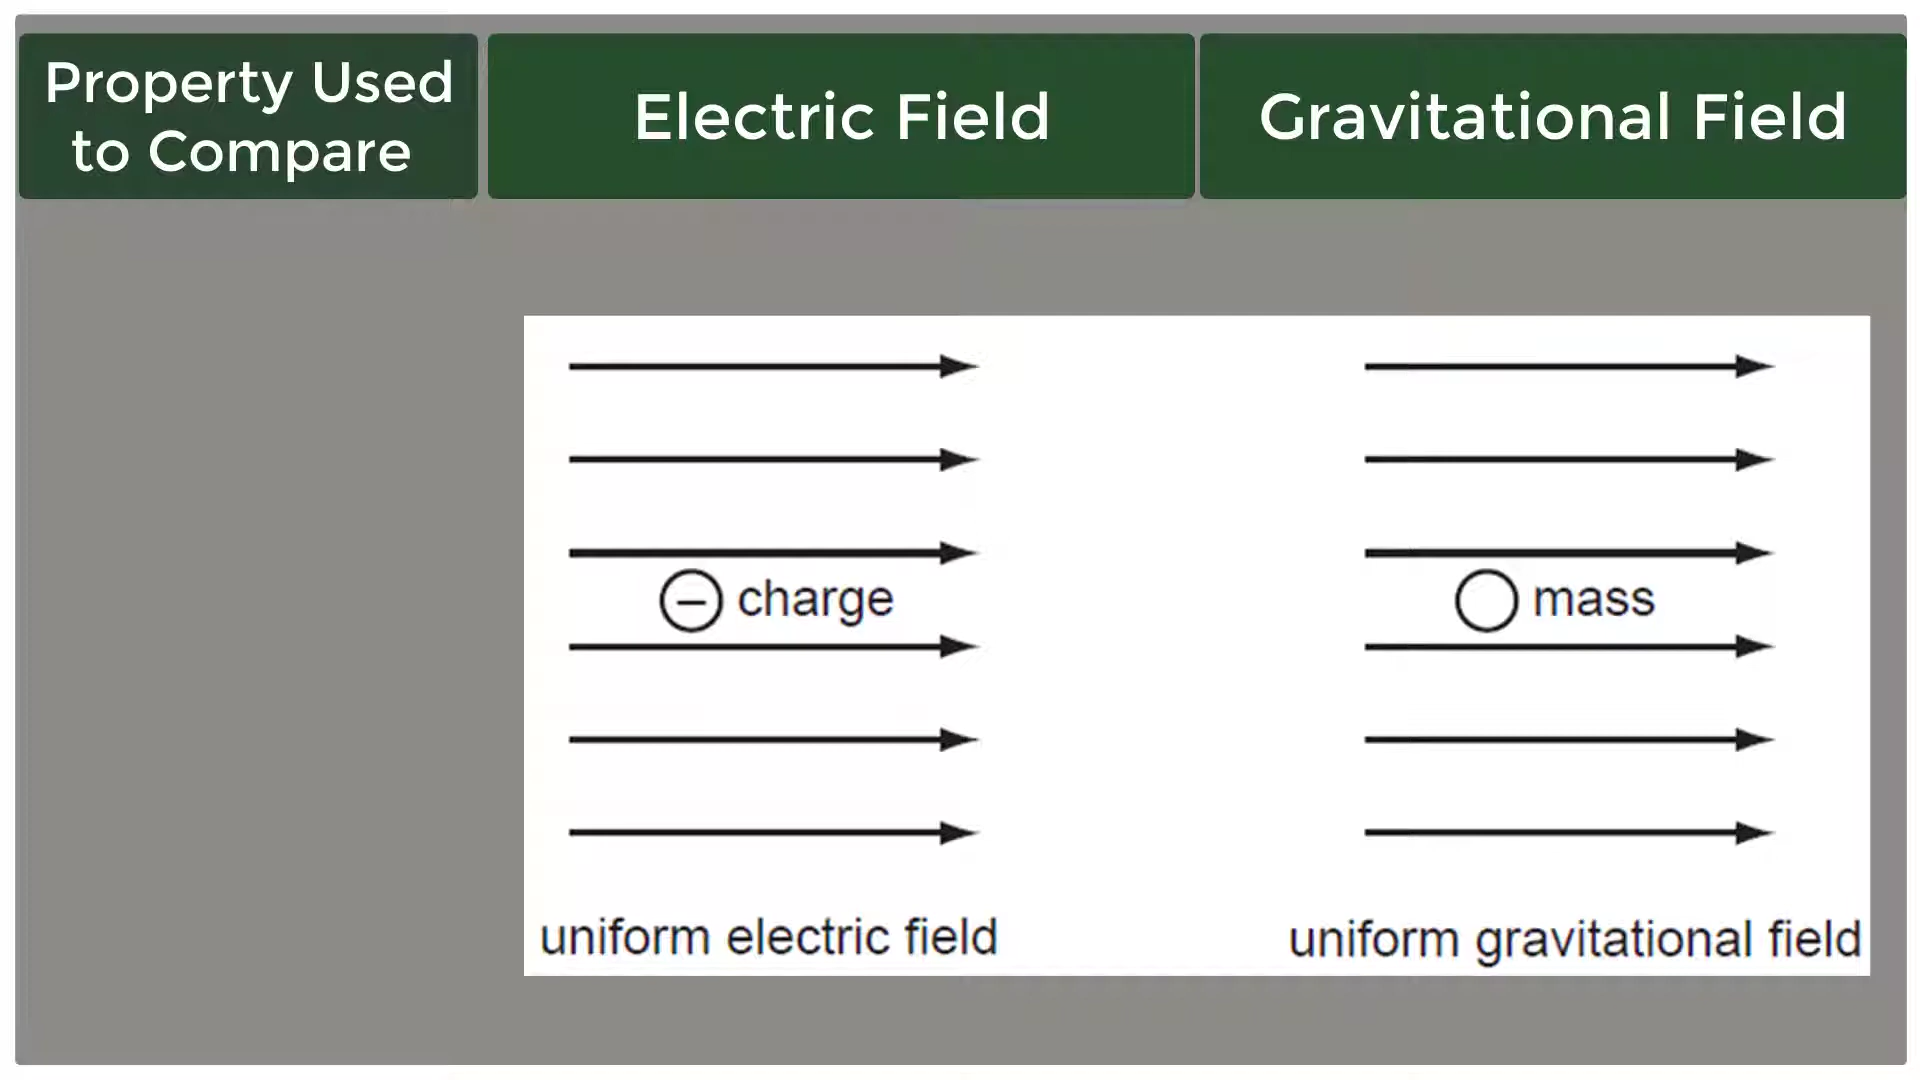 Property Used
to Compare
Electric Field
Gravitational Field
− charge
mass
uniform electric field
uniform gravitational field